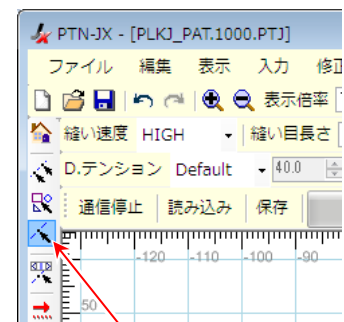 PTN-JX - [PLKJ_PAT.1000.PTJ]
ファイル 編集 表示 入力 修正
表示倍率
縫い速度 HIGH 縫い目長さ
D.テンション Default 40.0
通信停止 読み込み 保存
-120 -110 -100 -90
50